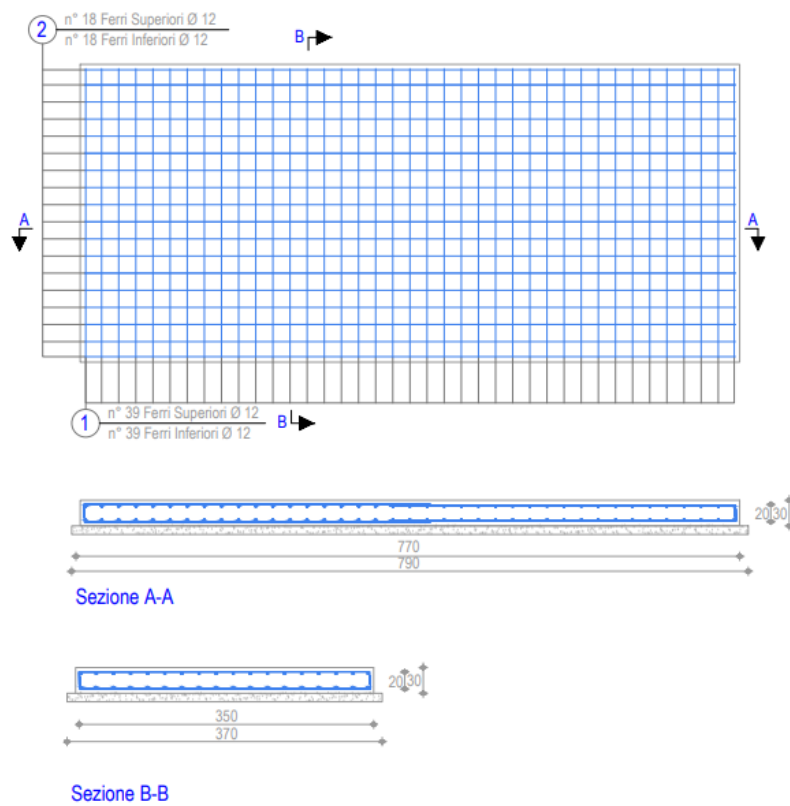 2
n° 18 Ferri Superiori Ø 12
n° 18 Ferri Inferiori Ø 12
B
A
A
1
n° 39 Ferri Superiori Ø 12
n° 39 Ferri Inferiori Ø 12
B
20
30
770
790
Sezione A-A
20
30
350
370
Sezione B-B